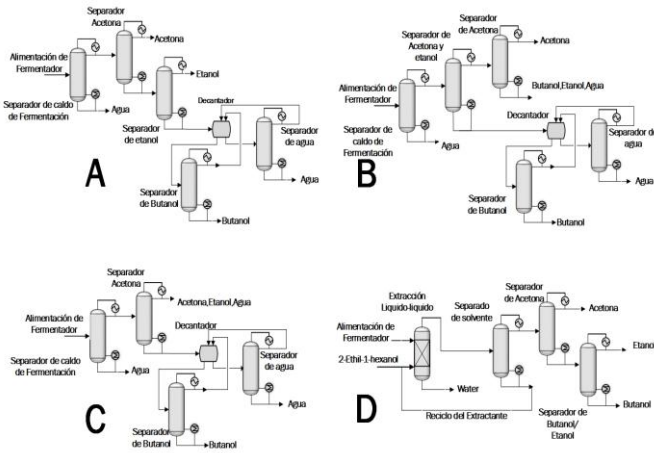 A
Separador
Acetona
Acetona
Alimentación de
Fermentador
Etanol
Separador de caldo
de Fermentación
Agua
Separador
de etanol
Decantador
Separador
de agua
Agua
Separador
de Butanol
Butanol
B
Separador
de Acetona
Separador de
Acetona y
etanol
Acetona
Alimentación de
Fermentador
Butanol,Etanol,Agua
Decantador
Separador de
caldo de
Fermentación
Agua
Separador de
agua
Agua
Separador
de Butanol
Butanol
C
Separador
Acetona
Acetona,Etanol,Agua
Alimentación de
Fermentador
Decantador
Separador de caldo
de Fermentación
Agua
Separador
de agua
Agua
Separador
de Butanol
Butanol
D
Extracción
Liquido-liquido
Separado
de solvente
Separador
de Acetona
Acetona
Alimentación de
Fermentador
2-Ethil-1-hexanol
Etano
Water
Reciclo del Extractante
Separador de
Butanol/
Etanol
Butanol